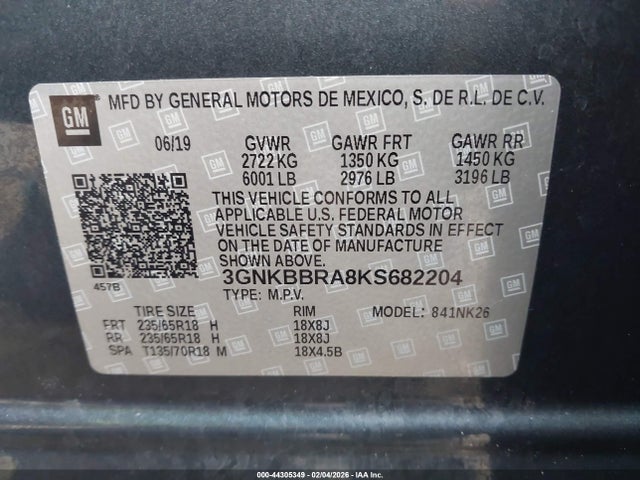 GM
MFD BY GENERAL MOTORS DE MEXICO, S. DE R.L. DE C.V.
06/19 GVWR GAWR FRT GAWR RR
2722 KG 1350 KG 1450 KG
6001 LB 2976 LB 3196 LB
THIS VEHICLE CONFORMS TO ALL
APPLICABLE U.S. FEDERAL MOTOR
VEHICLE SAFETY STANDARDS IN EFFECT
ON THE DATE OF MANUFACTURE
SHOWN ABOVE.
457B 3GNKBBRA8KS682204
TYPE: M.P.V.
TIRE SIZE RIM MODEL: 841NK26
FRT 235/65R18 H 18X8J
RR 235/65R18 H 18X8J
SPA T135/70R18 M 18X4.5B
000-44305349 - 02/04/2026 - IAA Specialists